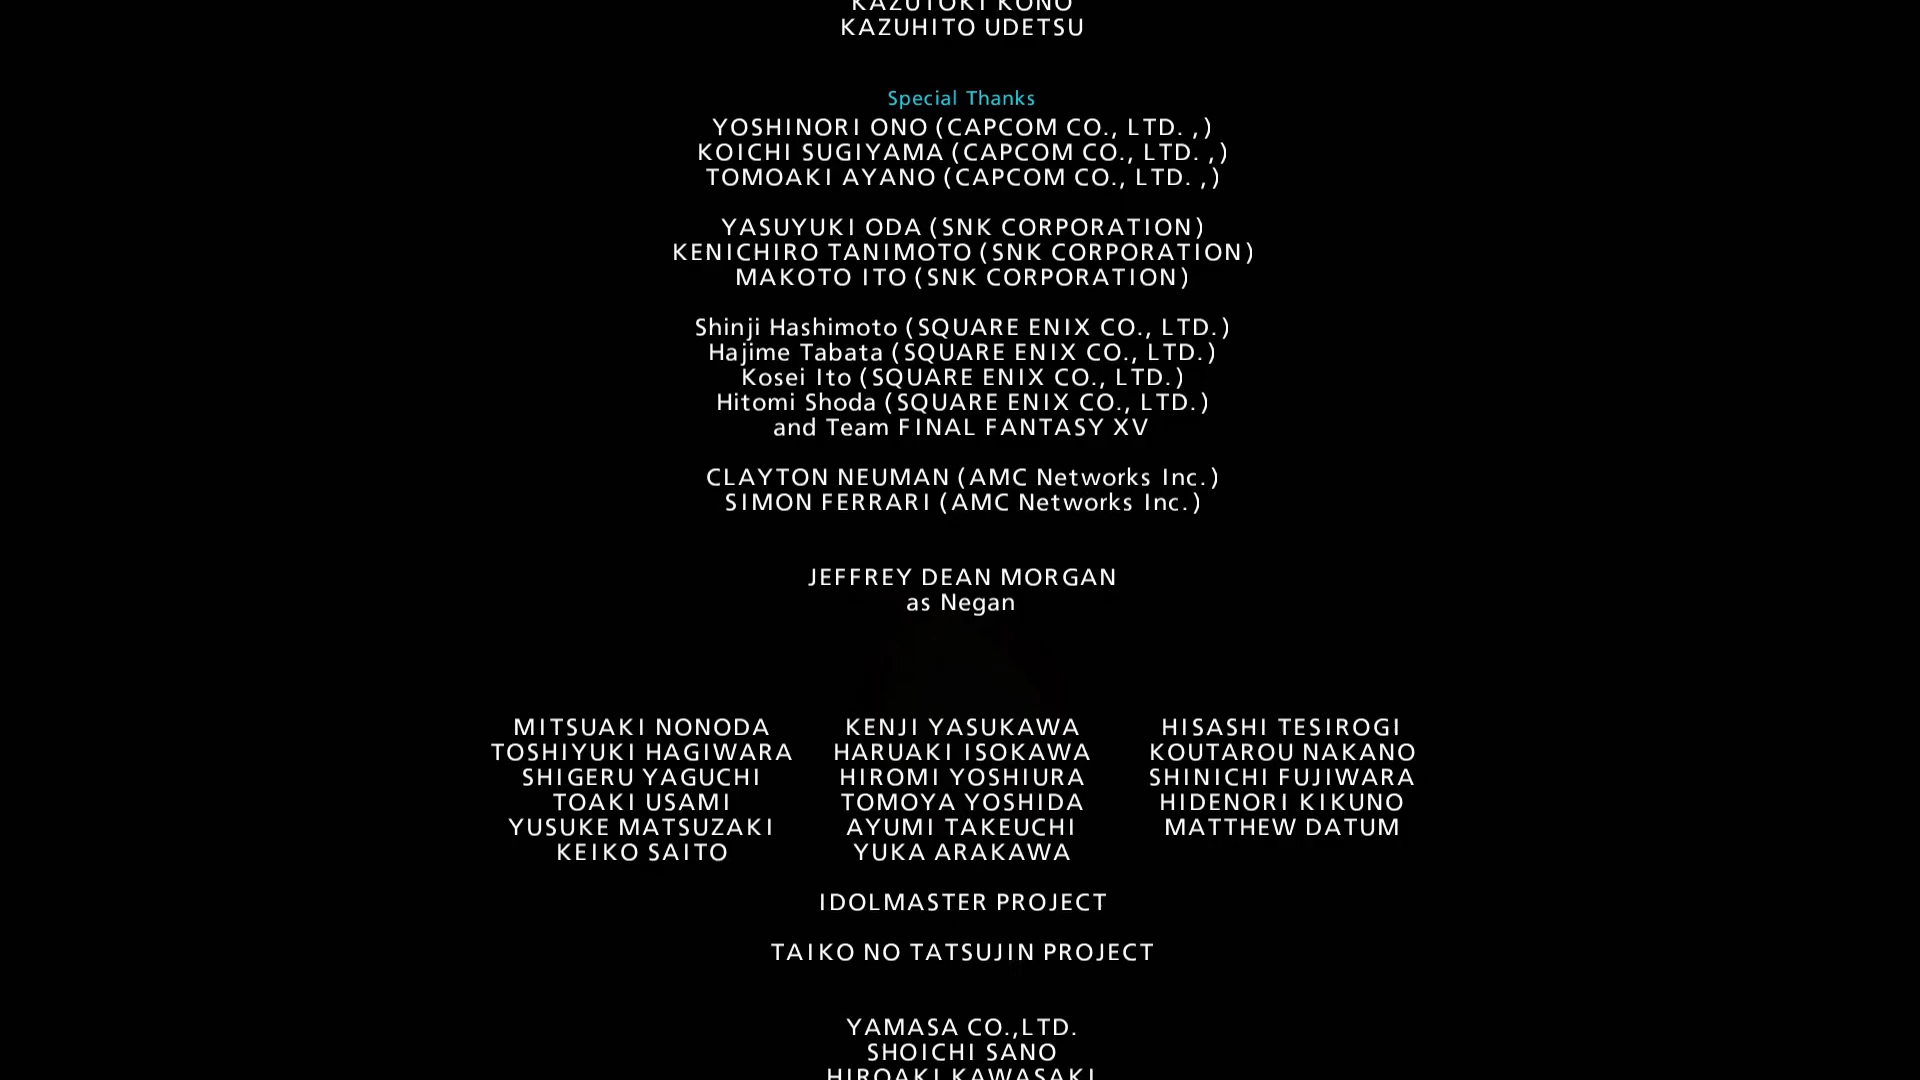 KAZUTOKI KONO
KAZUHITO UDETSU
Special Thanks
YOSHINORI ONO (CAPCOM CO., LTD. ,)
KOICHI SUGIYAMA (CAPCOM CO., LTD. ,)
TOMOAKI AYANO (CAPCOM CO., LTD. ,)
YASUYUKI ODA (SNK CORPORATION)
KENICHIRO TANIMOTO (SNK CORPORATION)
MAKOTO ITO (SNK CORPORATION)
Shinji Hashimoto (SQUARE ENIX CO., LTD.)
Hajime Tabata (SQUARE ENIX CO., LTD.)
Kosei Ito (SQUARE ENIX CO., LTD.)
Hitomi Shoda (SQUARE ENIX CO., LTD.)
and Team FINAL FANTASY XV
CLAYTON NEUMAN (AMC Networks Inc.)
SIMON FERRARI (AMC Networks Inc.)
JEFFREY DEAN MORGAN
as Negan
MITSUAKI NONODA KENJI YASUKAWA HISASHI TESIROGI
TOSHIYUKI HAGIWARA HARUAKI ISOKAWA KOUTAROU NAKANO
SHIGERU YAGUCHI HIROMI YOSHIURA SHINICHI FUJIWARA
TOAKI USAMI TOMOYA YOSHIDA HIDENORI KIKUNO
YUSUKE MATSUZAKI AYUMI TAKEUCHI MATTHEW DATUM
KEIKO SAITO YUKA ARAKAWA
IDOLMASTER PROJECT
TAIKO NO TATSUJIN PROJECT
YAMASA CO.,LTD.
SHOICHI SANO
HIROAKI KAWASAKI